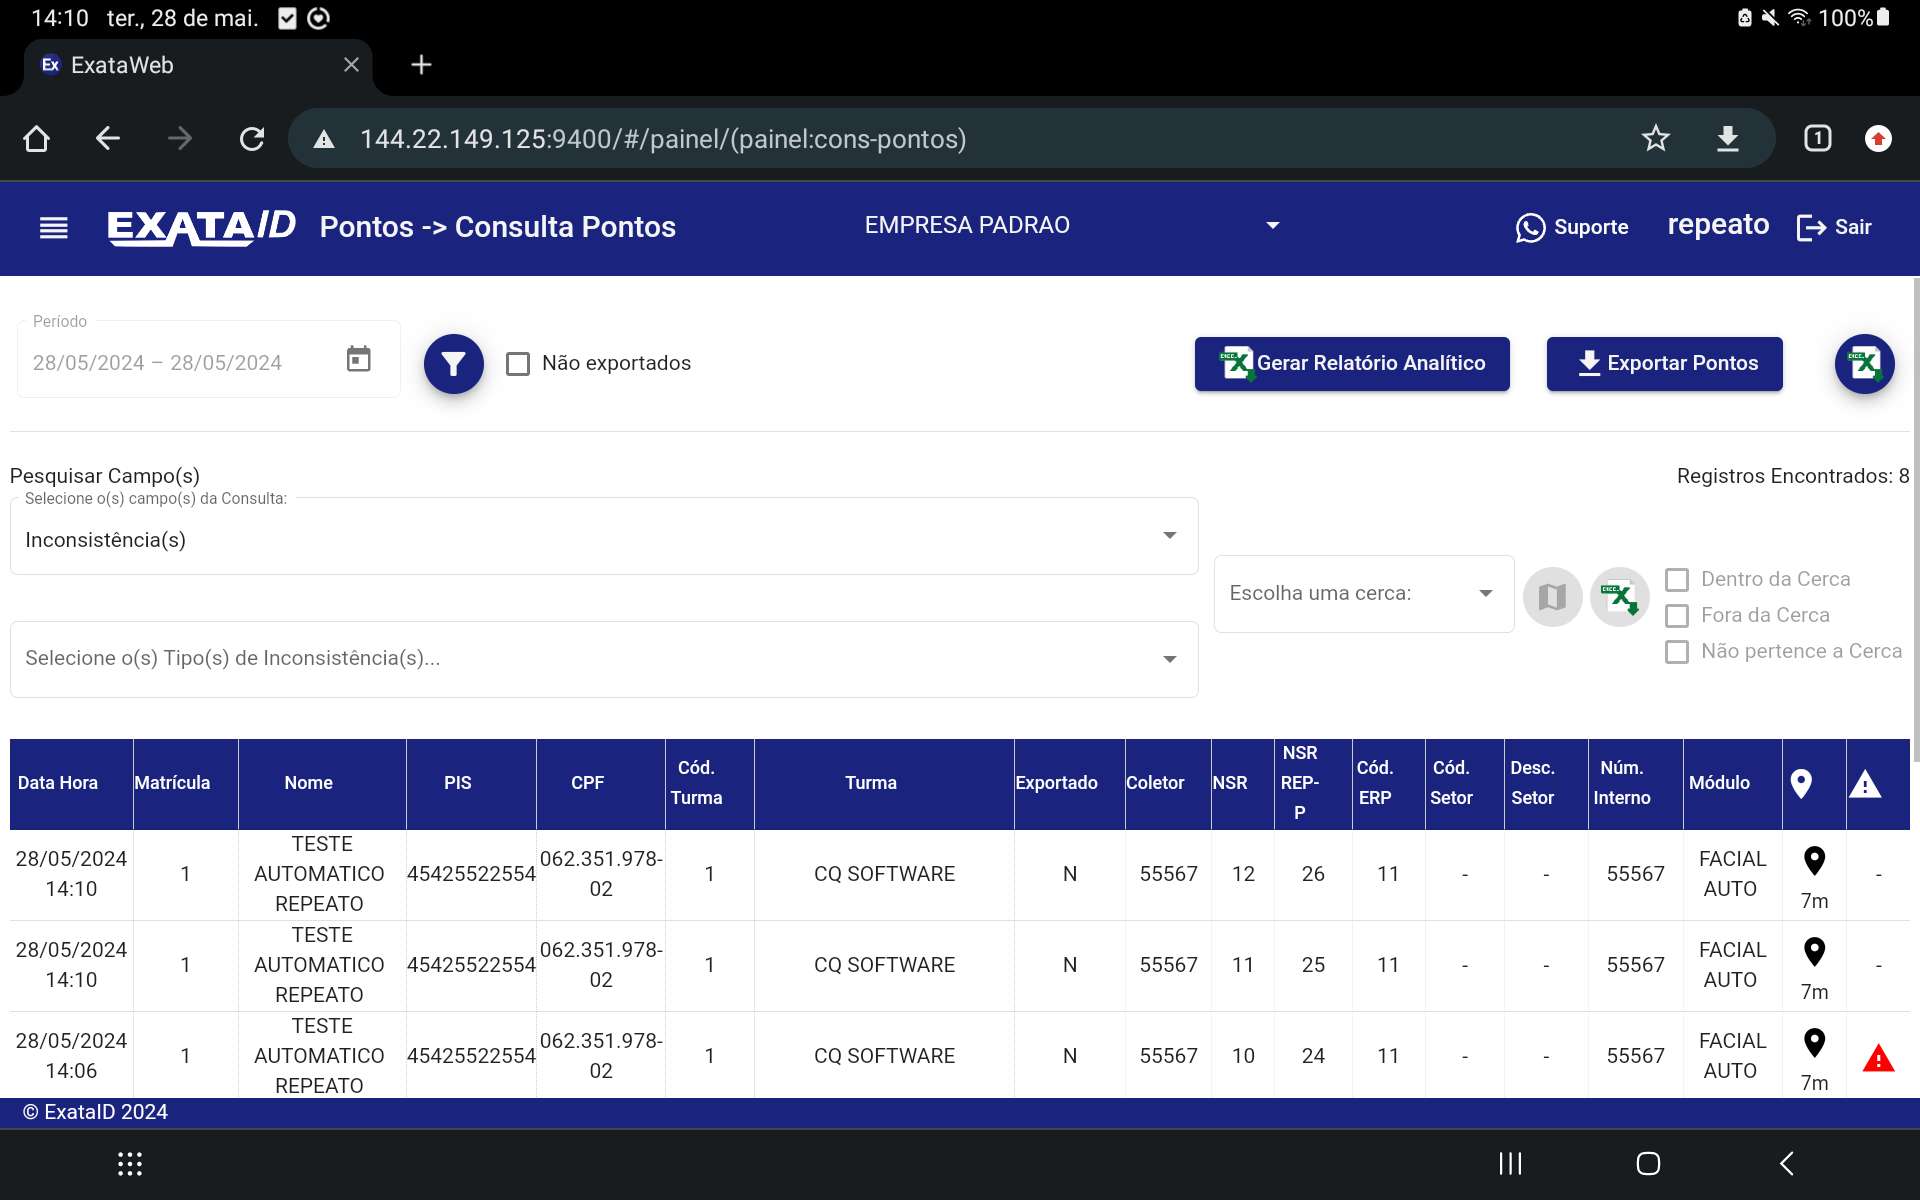 14:10 ter., 28 de mai. 100%
Ex ExataWeb
144.22.149.125:9400/#/painel/(painel:cons-pontos) 1
EXATAID Pontos -> Consulta Pontos EMPRESA PADRAO Suporte repeato Sair
Período
28/05/2024 – 28/05/2024 Não exportados Gerar Relatório Analítico Exportar Pontos
Pesquisar Campo(s) Registros Encontrados: 8
Selecione o(s) campo(s) da Consulta:
Inconsistência(s)
Escolha uma cerca: Dentro da Cerca
Fora da Cerca
Não pertence a Cerca
Selecione o(s) Tipo(s) de Inconsistência(s)...
Data Hora Matrícula Nome PIS CPF Cód. Turma Turma Exportado Coletor NSR NSR REP-P Cód. ERP Cód. Setor Desc. Setor Núm. Interno Módulo
28/05/2024 14:10 1 TESTE AUTOMATICO REPEATO 45425522554 062.351.978-02 1 CQ SOFTWARE N 55567 12 26 11 - - 55567 FACIAL AUTO 7m -
28/05/2024 14:10 1 TESTE AUTOMATICO REPEATO 45425522554 062.351.978-02 1 CQ SOFTWARE N 55567 11 25 11 - - 55567 FACIAL AUTO 7m -
28/05/2024 14:06 1 TESTE AUTOMATICO REPEATO 45425522554 062.351.978-02 1 CQ SOFTWARE N 55567 10 24 11 - - 55567 FACIAL AUTO 7m
© ExataID 2024